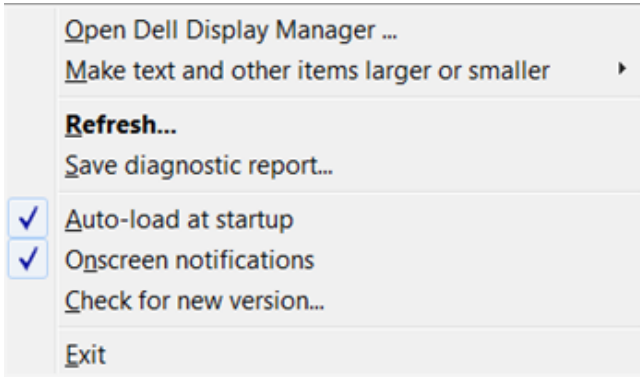 Open Dell Display Manager ...
Make text and other items larger or smaller
Refresh...
Save diagnostic report...
Auto-load at startup
Onscreen notifications
Check for new version...
Exit